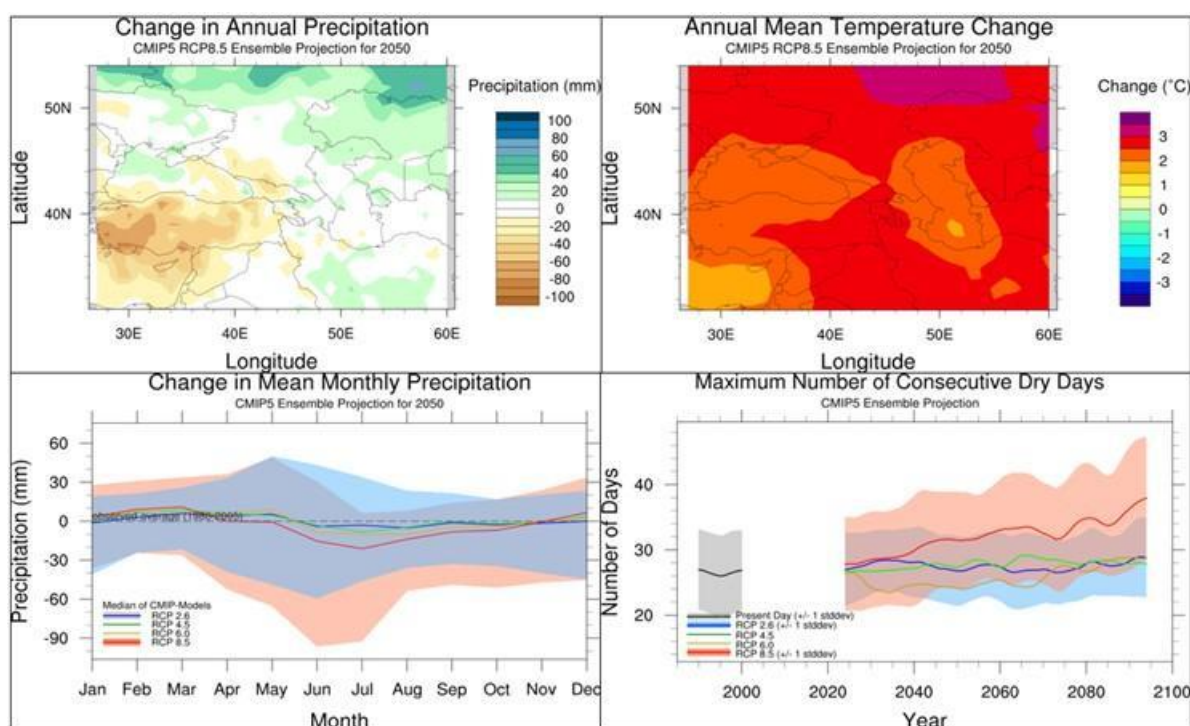 Change in Annual Precipitation
CMIP5 RCP8.5 Ensemble Projection for 2050
Precipitation (mm)
100
80
60
40
20
0
-20
-40
-60
-80
-100
50N
40N
Latitude
30E 40E 50E 60E
Longitude
Annual Mean Temperature Change
CMIP5 RCP8.5 Ensemble Projection for 2050
Change (°C)
3
2
1
0
-1
-2
-3
50N
40N
Latitude
30E 40E 50E 60E
Longitude
Change in Mean Monthly Precipitation
CMIP5 Ensemble Projection for 2050
Precipitation (mm)
60
30
0
-30
-60
-90
average
Median of CMIP-Models
RCP 2.6
RCP 4.5
RCP 6.0
RCP 8.5
Jan Feb Mar Apr May Jun Jul Aug Sep Oct Nov Dec
Month
Maximum Number of Consecutive Dry Days
CMIP5 Ensemble Projection
Number of Days
40
30
20
Present Day (+/- 1 stddev)
RCP 2.6 (+/- 1 stddev)
RCP 4.5
RCP 6.0
RCP 8.5 (+/- 1 stddev)
2000 2020 2040 2060 2080 2100
Year